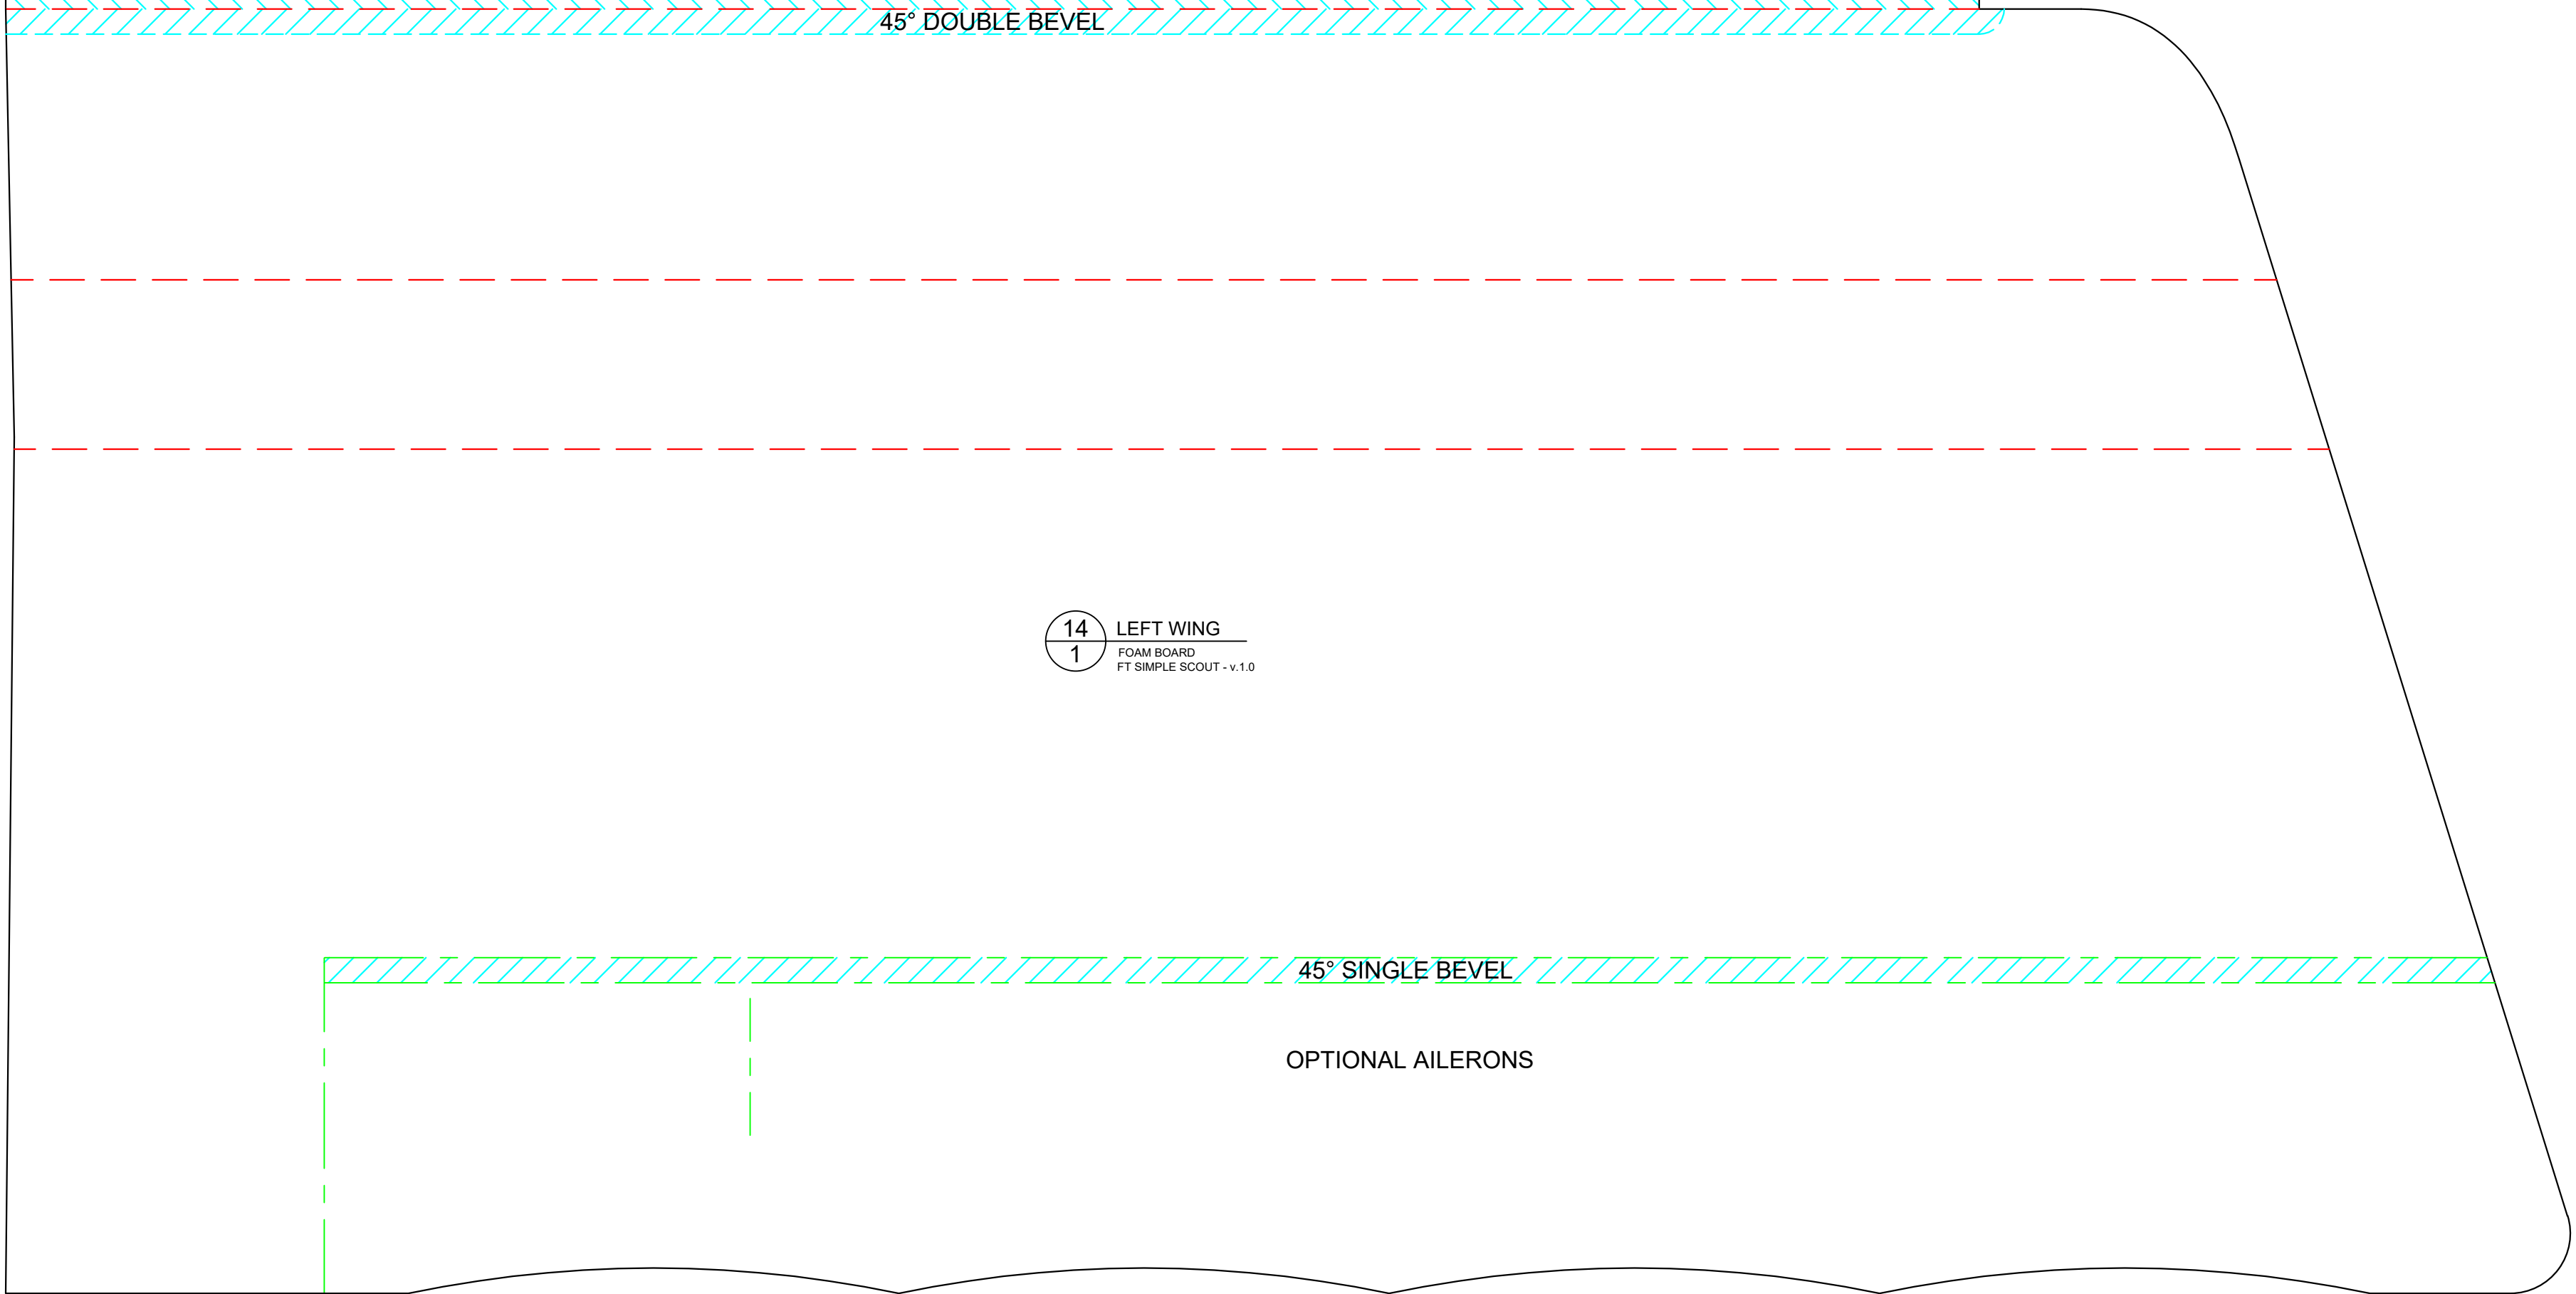 45° DOUBLE BEVEL
14
1
LEFT WING
FOAM BOARD
FT SIMPLE SCOUT - v.1.0
45° SINGLE BEVEL
OPTIONAL AILERONS